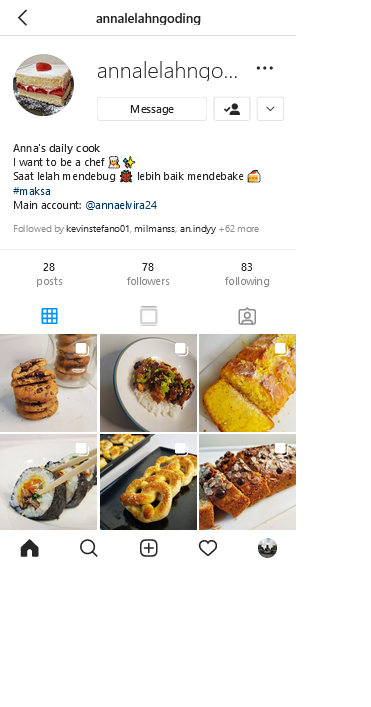 annalelahngoding
annalelahngo...
Message
Anna's daily cook
I want to be a chef 👩‍🍳
Saat lelah mendebug lebih baik mendebake 🍰
#maksa
Main account: @annaelvira24
Followed by kevinstefano01, milmanss, an.indyy +62 more
28 78 83
posts followers following